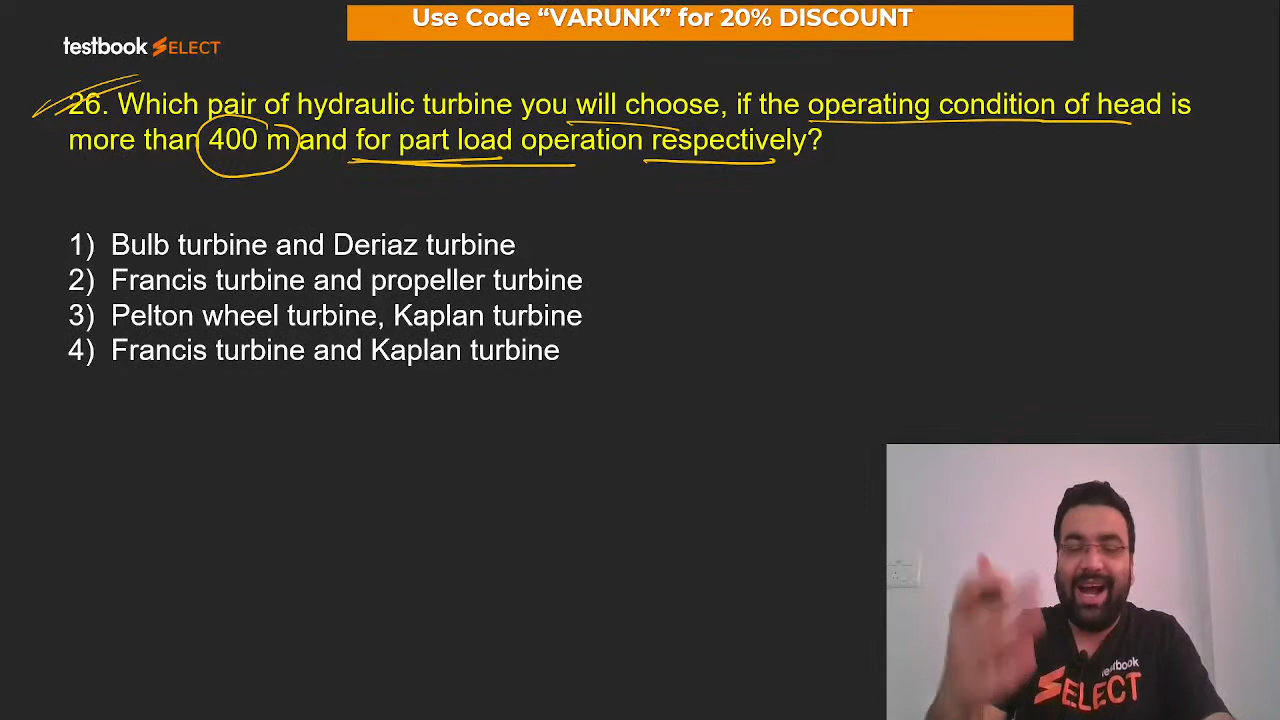 Use Code “VARUNK” for 20% DISCOUNT
testbook SELECT
26. Which pair of hydraulic turbine you will choose, if the operating condition of head is
more than 400 m and for part load operation respectively?
1) Bulb turbine and Deriaz turbine
2) Francis turbine and propeller turbine
3) Pelton wheel turbine, Kaplan turbine
4) Francis turbine and Kaplan turbine
testbook
SELECT